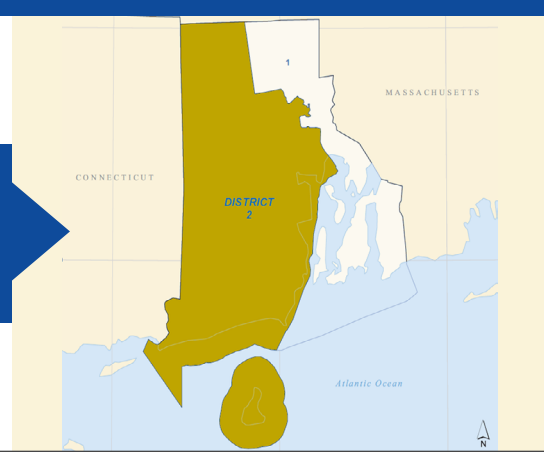 1
MASSACHUSETTS
CONNECTICUT
DISTRICT
2
Atlantic Ocean
N